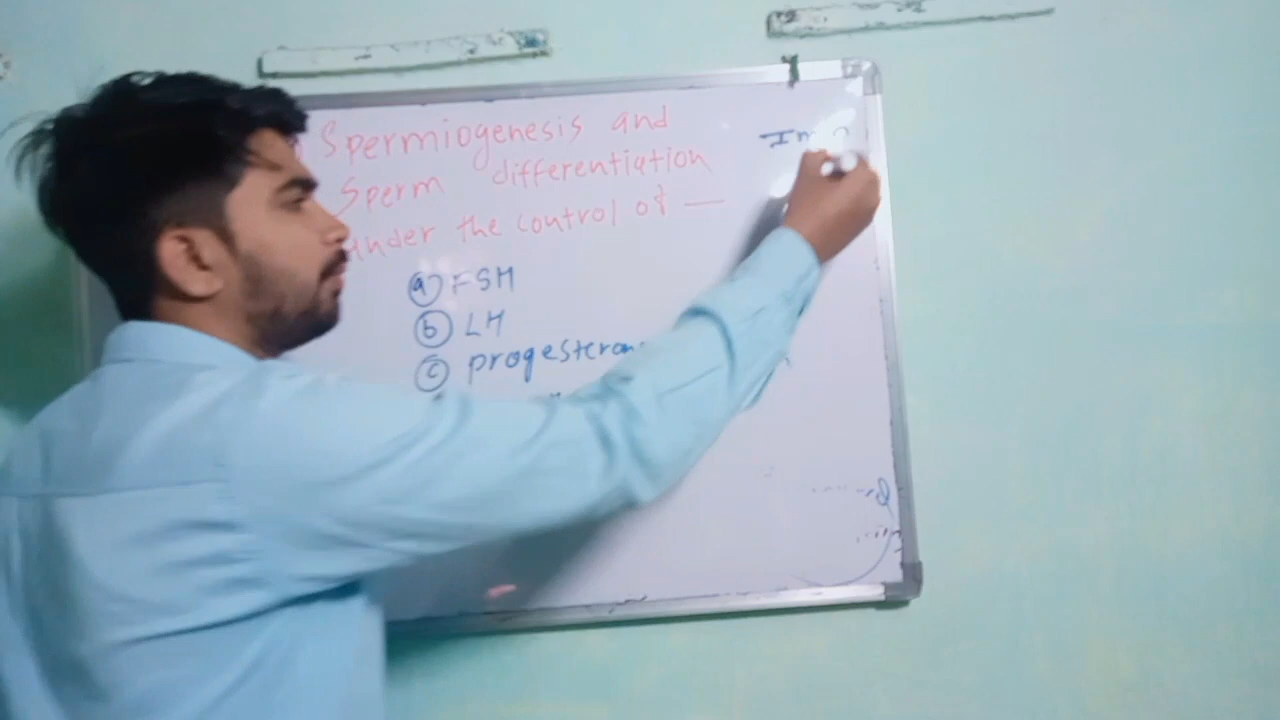 Spermiogenesis and
Sperm differentiation
under the control of —
(a) FSH
(b) LH
(c) progesteron